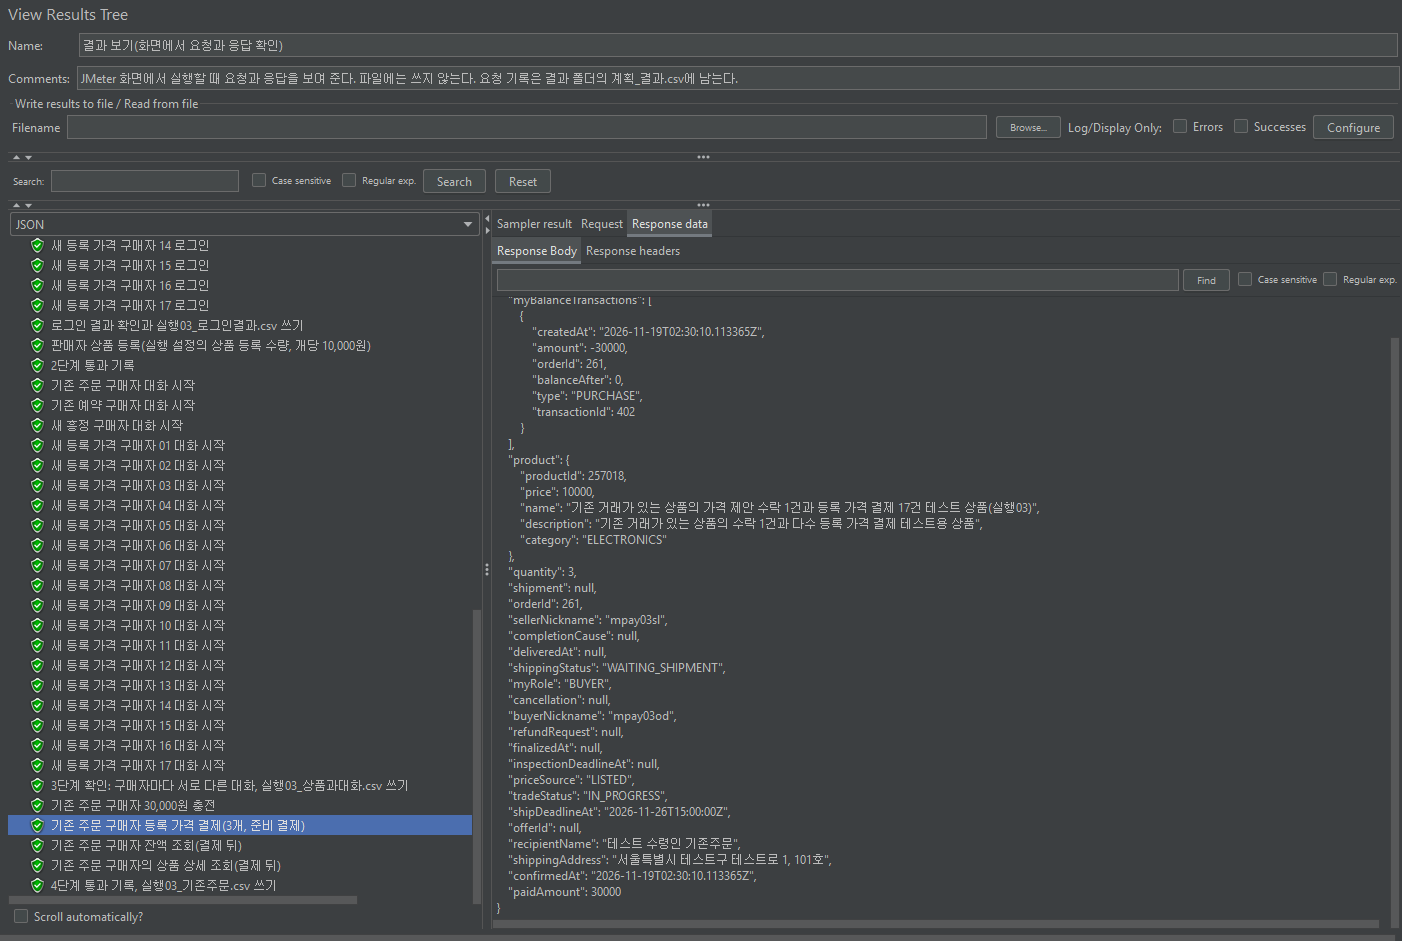 View Results Tree
Name: 결과 보기(화면에서 요청과 응답 확인)
Comments: JMeter 화면에서 실행할 때 요청과 응답을 보여 준다. 파일에는 쓰지 않는다. 요청 기록은 결과 폴더의 계획_결과.csv에 남는다.
Write results to file / Read from file
Filename Browse... Log/Display Only: Errors Successes Configure
Search: Case sensitive Regular exp. Search Reset
JSON
새 등록 가격 구매자 14 로그인
새 등록 가격 구매자 15 로그인
새 등록 가격 구매자 16 로그인
새 등록 가격 구매자 17 로그인
로그인 결과 확인과 실행03_로그인결과.csv 쓰기
판매자 상품 등록(실행 설정의 상품 등록 수량, 개당 10,000원)
2단계 통과 기록
기존 주문 구매자 대화 시작
기존 예약 구매자 대화 시작
새 흥정 구매자 대화 시작
새 등록 가격 구매자 01 대화 시작
새 등록 가격 구매자 02 대화 시작
새 등록 가격 구매자 03 대화 시작
새 등록 가격 구매자 04 대화 시작
새 등록 가격 구매자 05 대화 시작
새 등록 가격 구매자 06 대화 시작
새 등록 가격 구매자 07 대화 시작
새 등록 가격 구매자 08 대화 시작
새 등록 가격 구매자 09 대화 시작
새 등록 가격 구매자 10 대화 시작
새 등록 가격 구매자 11 대화 시작
새 등록 가격 구매자 12 대화 시작
새 등록 가격 구매자 13 대화 시작
새 등록 가격 구매자 14 대화 시작
새 등록 가격 구매자 15 대화 시작
새 등록 가격 구매자 16 대화 시작
새 등록 가격 구매자 17 대화 시작
3단계 확인: 구매자마다 서로 다른 대화, 실행03_상품과대화.csv 쓰기
기존 주문 구매자 30,000원 충전
기존 주문 구매자 등록 가격 결제(3개, 준비 결제)
기존 주문 구매자 잔액 조회(결제 뒤)
기존 주문 구매자의 상품 상세 조회(결제 뒤)
4단계 통과 기록, 실행03_기존주문.csv 쓰기
Scroll automatically?
Sampler result Request Response data
Response Body Response headers
Find Case sensitive Regular exp.
"myBalanceTransactions": [
{
"createdAt": "2026-11-19T02:30:10.113365Z",
"amount": -30000,
"orderId": 261,
"balanceAfter": 0,
"type": "PURCHASE",
"transactionId": 402
}
],
"product": {
"productId": 257018,
"price": 10000,
"name": "기존 거래가 있는 상품의 가격 제안 수락 1건과 등록 가격 결제 17건 테스트 상품(실행03)",
"description": "기존 거래가 있는 상품의 수락 1건과 다수 등록 가격 결제 테스트용 상품",
"category": "ELECTRONICS"
},
"quantity": 3,
"shipment": null,
"orderId": 261,
"sellerNickname": "mpay03sl",
"completionCause": null,
"deliveredAt": null,
"shippingStatus": "WAITING_SHIPMENT",
"myRole": "BUYER",
"cancellation": null,
"buyerNickname": "mpay03od",
"refundRequest": null,
"finalizedAt": null,
"inspectionDeadlineAt": null,
"priceSource": "LISTED",
"tradeStatus": "IN_PROGRESS",
"shipDeadlineAt": "2026-11-26T15:00:00Z",
"offerId": null,
"recipientName": "테스트 수령인 기존주문",
"shippingAddress": "서울특별시 테스트구 테스트로 1, 101호",
"confirmedAt": "2026-11-19T02:30:10.113365Z",
"paidAmount": 30000
}